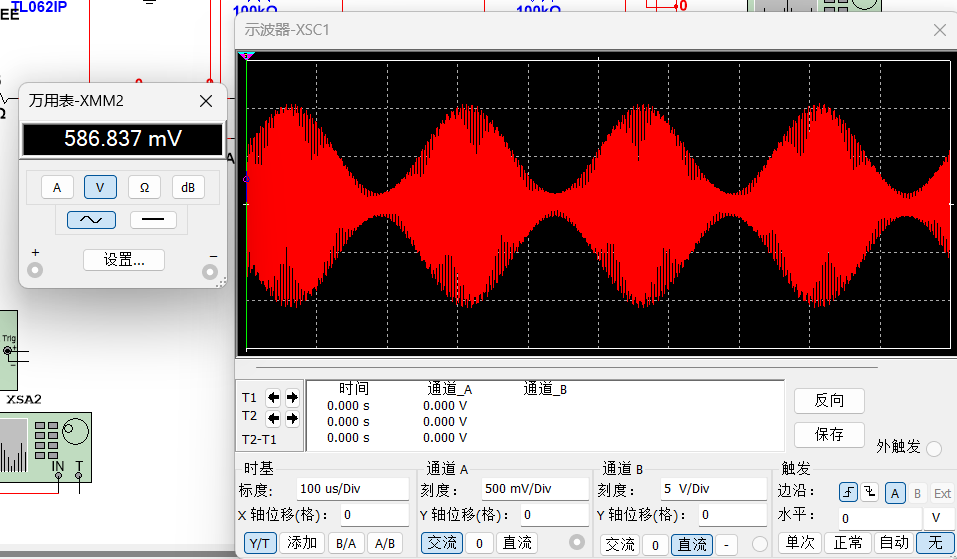 TL062IP
EE
100kΩ
100kΩ
0
示波器-XSC1
万用表-XMM2
586.837 mV
A
V
Ω
dB
+
设置...
−
Trig
XSA2
IN T
时间 通道_A 通道_B
T1 0.000 s 0.000 V
T2 0.000 s 0.000 V
T2-T1 0.000 s 0.000 V
反向
保存
外触发
时基
标度： 100 us/Div
X 轴位移(格)： 0
Y/T 添加 B/A A/B
通道 A
刻度： 500 mV/Div
Y 轴位移(格)： 0
交流 0 直流
通道 B
刻度： 5 V/Div
Y 轴位移(格)： 0
交流 0 直流 -
触发
边沿： A B Ext
水平： 0 V
单次 正常 自动 无